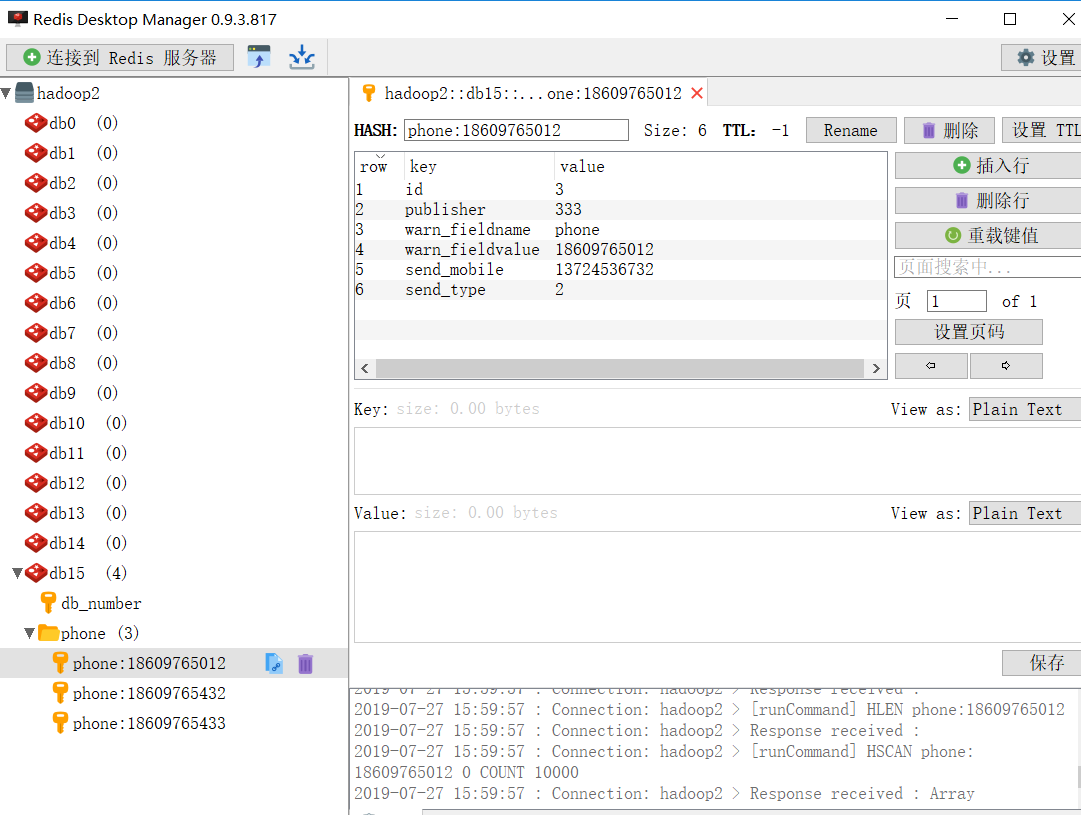 Redis Desktop Manager 0.9.3.817
连接到 Redis 服务器
设置
hadoop2
db0 (0)
db1 (0)
db2 (0)
db3 (0)
db4 (0)
db5 (0)
db6 (0)
db7 (0)
db8 (0)
db9 (0)
db10 (0)
db11 (0)
db12 (0)
db13 (0)
db14 (0)
db15 (4)
db_number
phone (3)
phone:18609765012
phone:18609765432
phone:18609765433
hadoop2::db15::...one:18609765012
HASH: phone:18609765012 Size: 6 TTL: -1 Rename 删除 设置 TTL
row key value
1 id 3
2 publisher 333
3 warn_fieldname phone
4 warn_fieldvalue 18609765012
5 send_mobile 13724536732
6 send_type 2
插入行
删除行
重载键值
页面搜索中...
页 1 of 1
设置页码
Key: size: 0.00 bytes View as: Plain Text
Value: size: 0.00 bytes View as: Plain Text
保存
2019-07-27 15:59:57 : Connection: hadoop2 > Response received :
2019-07-27 15:59:57 : Connection: hadoop2 > [runCommand] HLEN phone:18609765012
2019-07-27 15:59:57 : Connection: hadoop2 > Response received :
2019-07-27 15:59:57 : Connection: hadoop2 > [runCommand] HSCAN phone:
18609765012 0 COUNT 10000
2019-07-27 15:59:57 : Connection: hadoop2 > Response received : Array